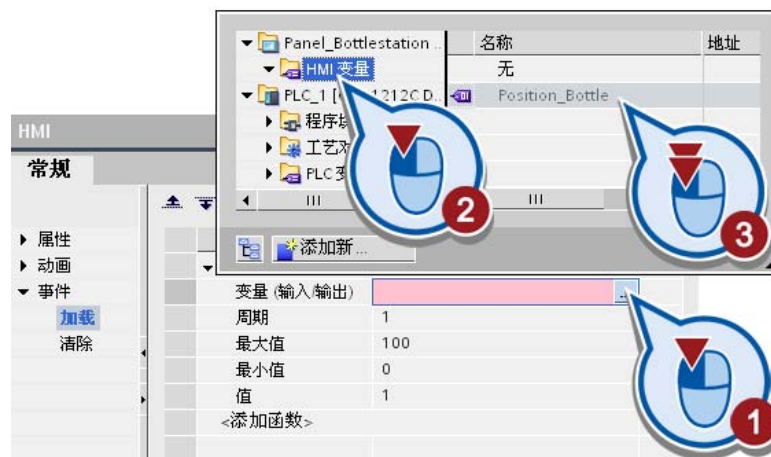 Panel_Bottlestation ..
名称
地址
HMI 变量
无
PLC_1 [ 1212C D..
Position_Bottle
程序块
工艺对
PLC 变
添加新...
HMI
常规
属性
动画
事件
加载
清除
变量 (输入/输出)
...
周期
1
最大值
100
最小值
0
值
1
<添加函数>
1
2
3